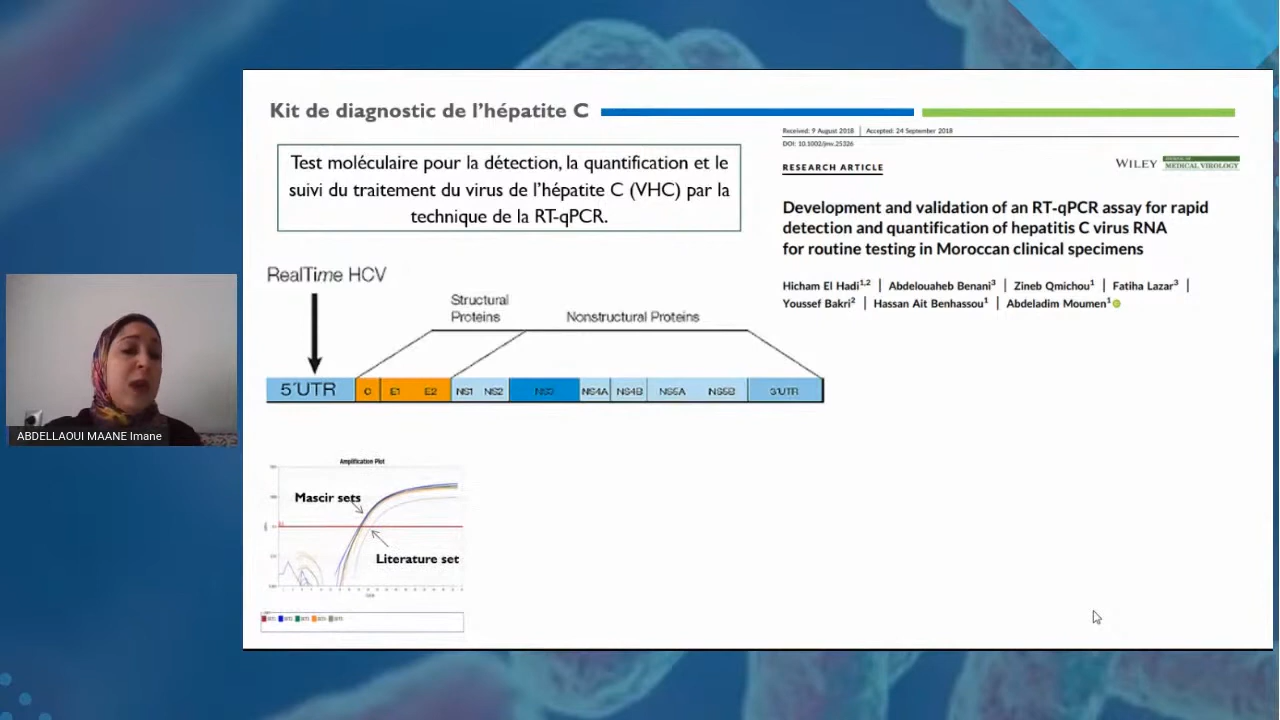 Kit de diagnostic de l'hépatite C
Test moléculaire pour la détection, la quantification et le
suivi du traitement du virus de l'hépatite C (VHC) par la
technique de la RT-qPCR.
Received: 9 August 2018 | Accepted: 24 September 2018
DOI: 10.1002/jmv.25326
RESEARCH ARTICLE
WILEY JOURNAL OF MEDICAL VIROLOGY
Development and validation of an RT-qPCR assay for rapid
detection and quantification of hepatitis C virus RNA
for routine testing in Moroccan clinical specimens
Hicham El Hadi1,2 | Abdelouaheb Benani3 | Zineb Qmichou1 | Fatiha Lazar3 |
Youssef Bakri2 | Hassan Ait Benhassou1 | Abdeladim Moumen1
RealTime HCV
Structural
Proteins
Nonstructural Proteins
5'UTR C E1 E2 NS1 NS2 NS3 NS4A NS4B NS5A NS5B 3'UTR
Amplification Plot
Mascir sets
Literature set
ABDELLAOUI MAANE Imane